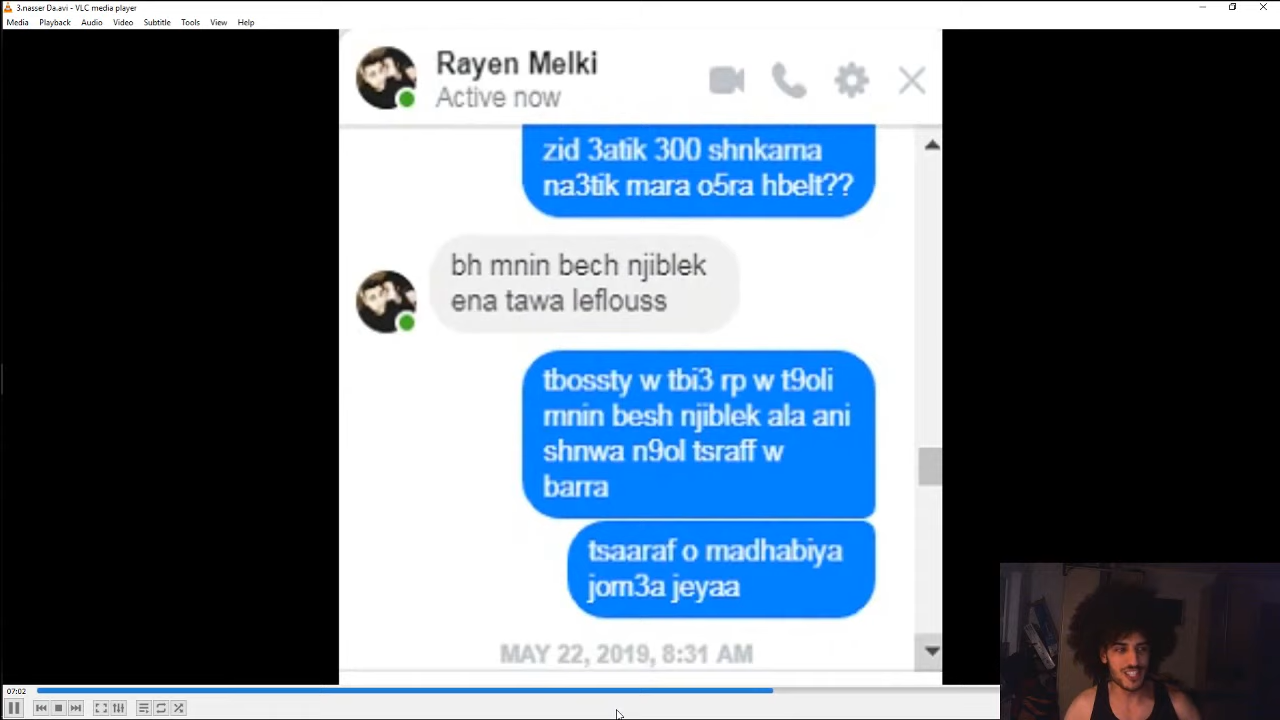 3.nasser Da.avi - VLC media player
Media Playback Audio Video Subtitle Tools View Help
Rayen Melki
Active now
zid 3atik 300 shnkarna
na3tik mara o5ra hbelt??
bh mnin bech njiblek
ena tawa leflouss
tbossty w tbi3 rp w t9oli
mnin besh njiblek ala ani
shnwa n9ol tsraff w
barra
tsaaraf o madhabiya
jom3a jeyaa
MAY 22, 2019, 8:31 AM
07:02